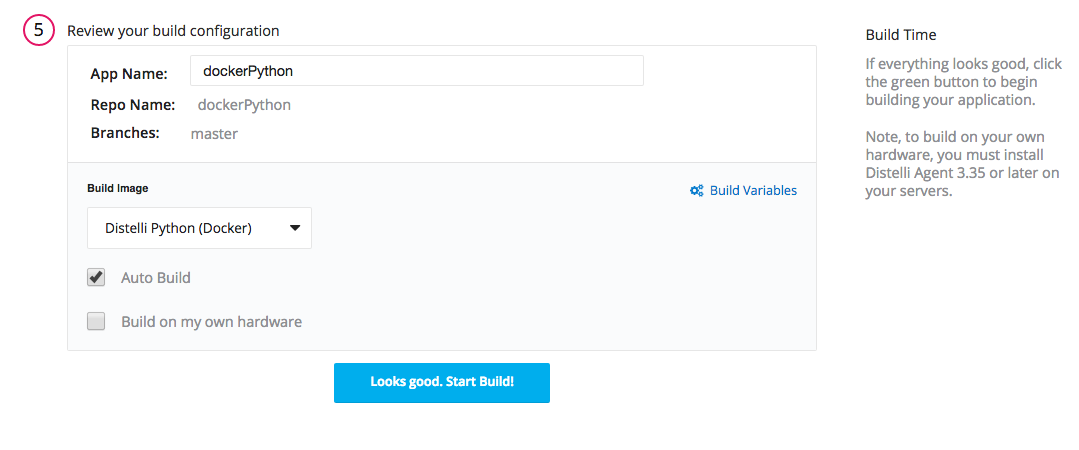 5 Review your build configuration
App Name: dockerPython
Repo Name: dockerPython
Branches: master
Build Image
Build Variables
Distelli Python (Docker)
Auto Build
Build on my own hardware
Looks good. Start Build!
Build Time
If everything looks good, click
the green button to begin
building your application.
Note, to build on your own
hardware, you must install
Distelli Agent 3.35 or later on
your servers.